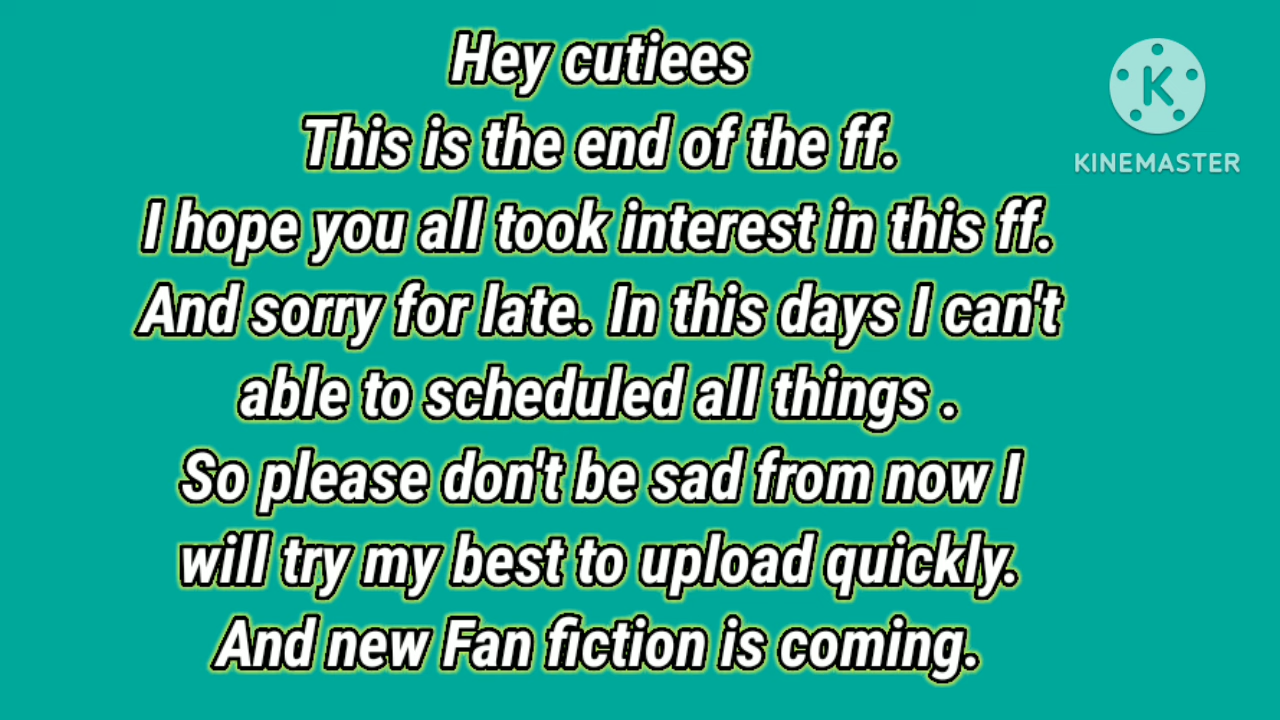 Hey cutiees
This is the end of the ff.
I hope you all took interest in this ff.
And sorry for late. In this days I can't
able to scheduled all things .
So please don't be sad from now I
will try my best to upload quickly.
And new Fan fiction is coming.
K
KINEMASTER